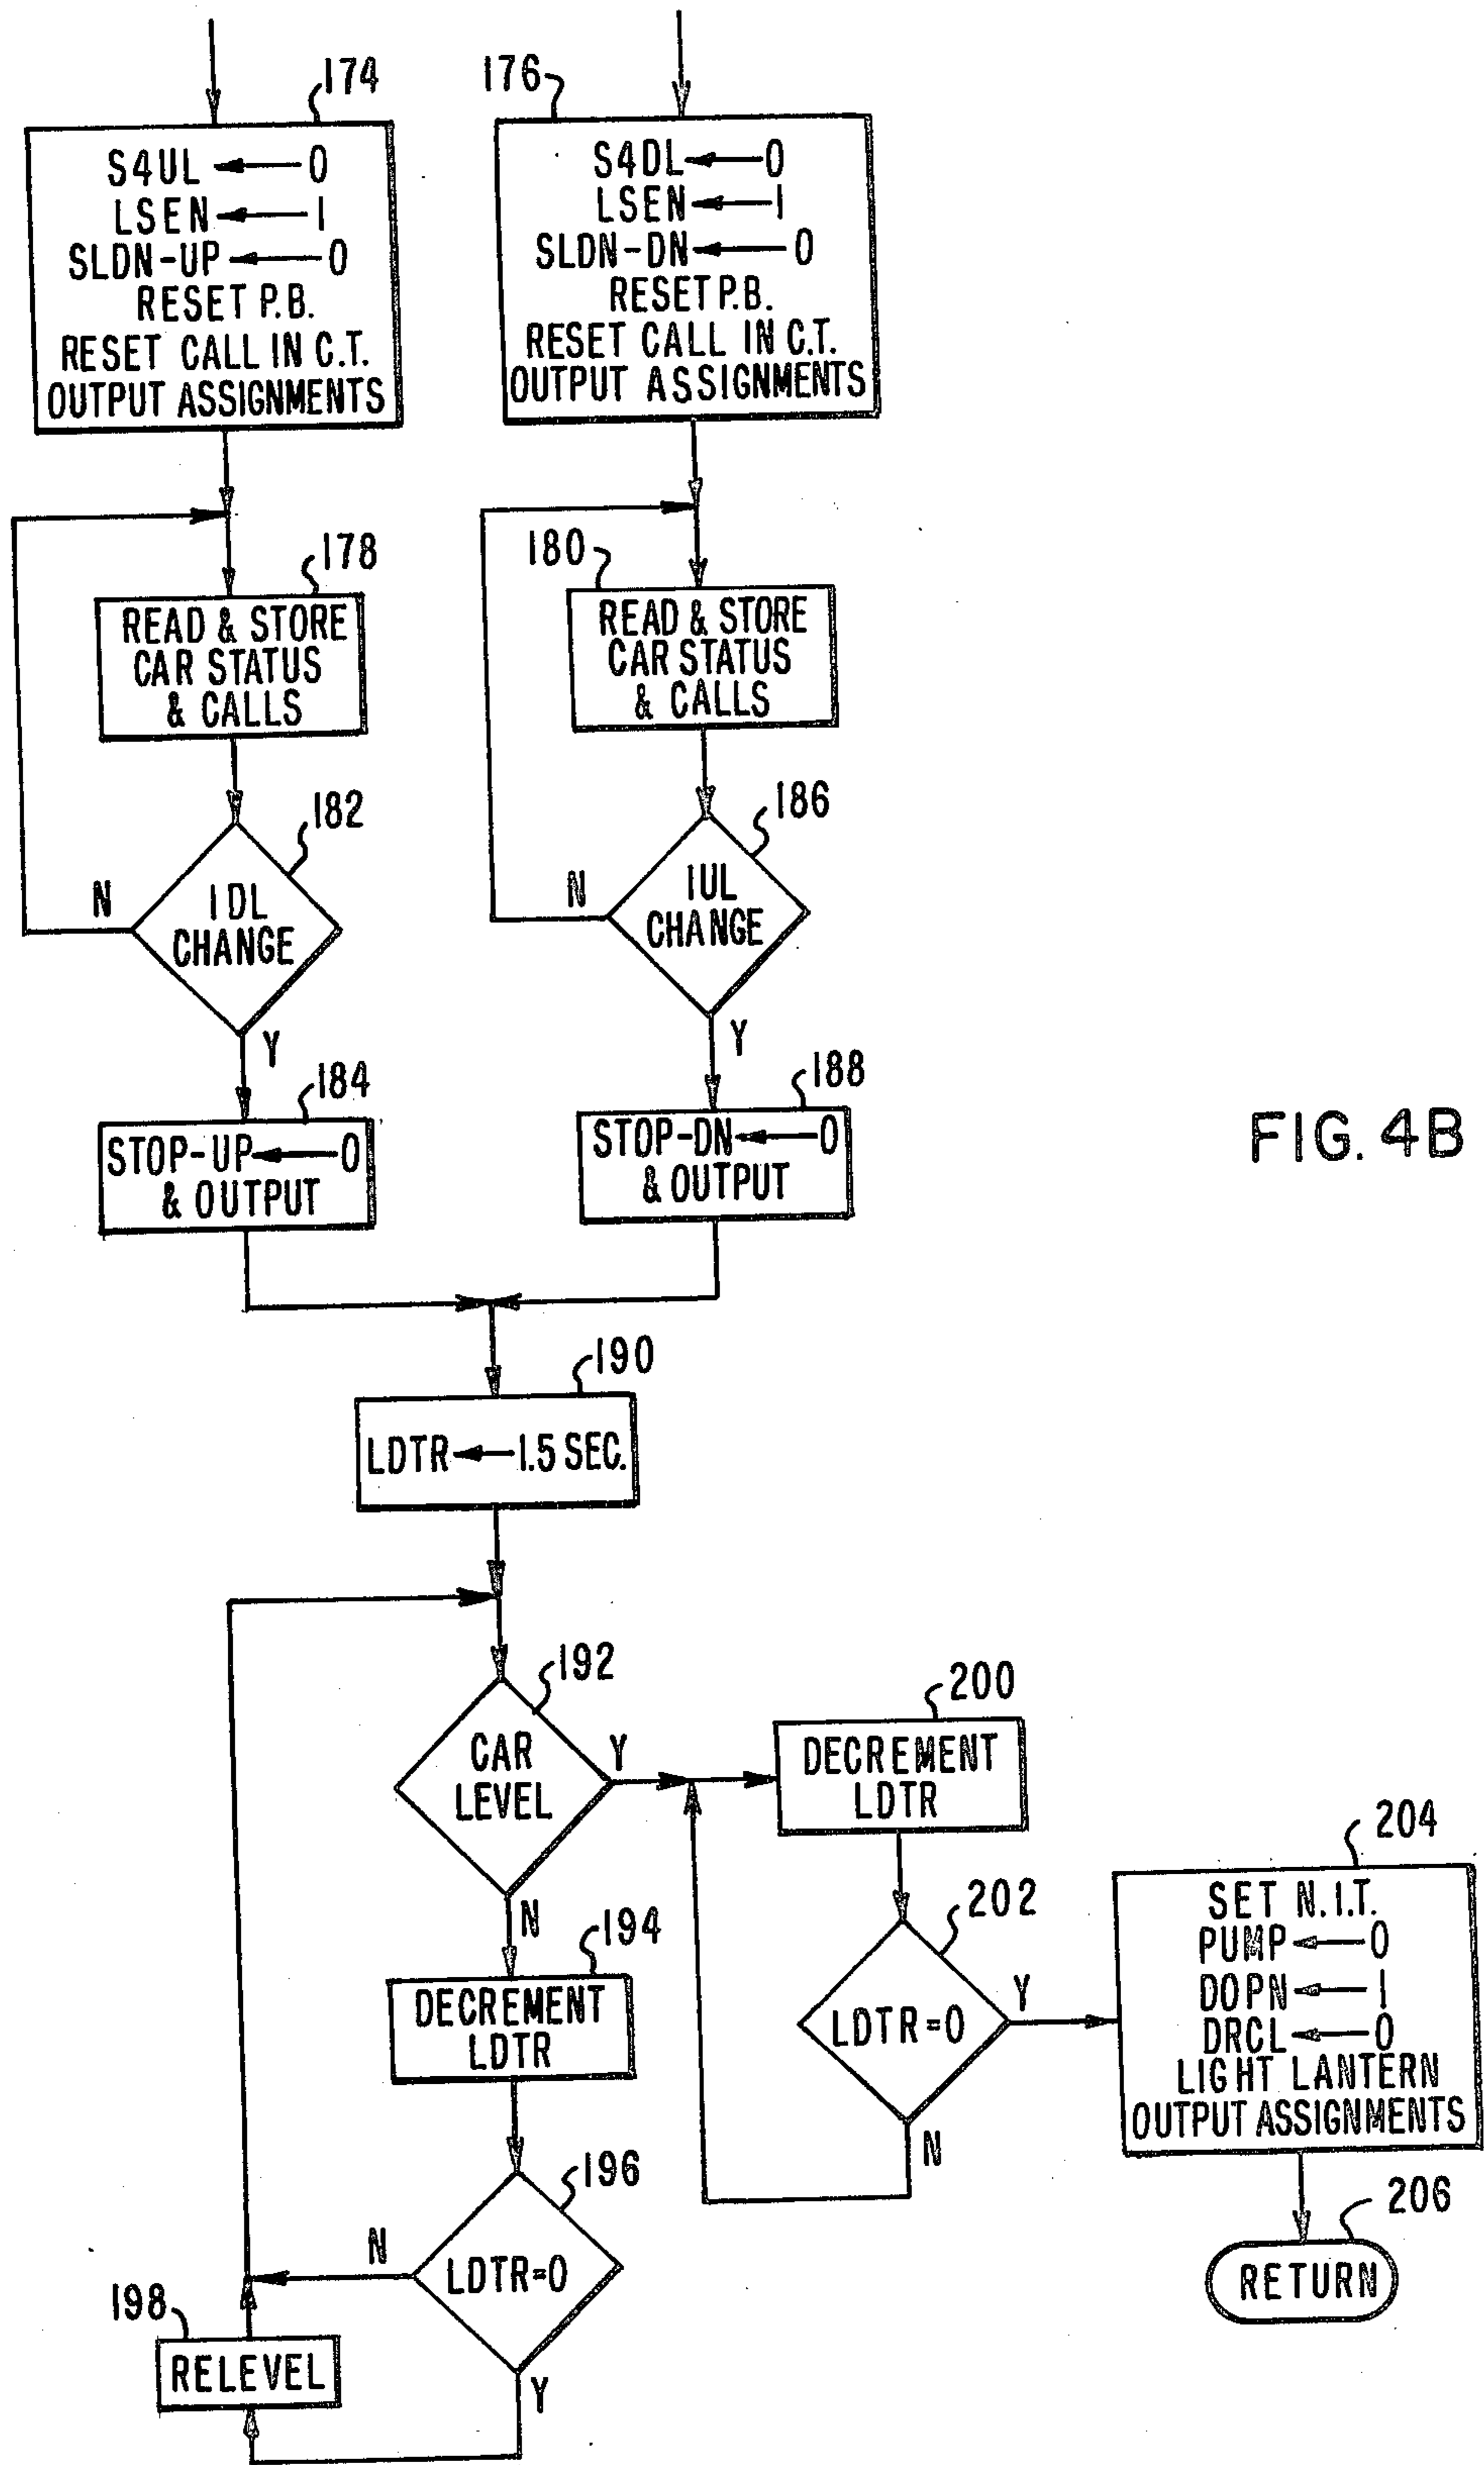 174
S4UL ← 0
LSEN ← 1
SLDN-UP ← 0
RESET P.B.
RESET CALL IN C.T.
OUTPUT ASSIGNMENTS
176
S4DL ← 0
LSEN ← 1
SLDN-DN ← 0
RESET P.B.
RESET CALL IN C.T.
OUTPUT ASSIGNMENTS
178
READ & STORE
CAR STATUS
& CALLS
180
READ & STORE
CAR STATUS
& CALLS
182
1DL
CHANGE
N
Y
186
1UL
CHANGE
N
Y
184
STOP-UP ← 0
& OUTPUT
188
STOP-DN ← 0
& OUTPUT
FIG. 4B
190
LDTR ← 1.5 SEC.
192
CAR
LEVEL
Y
N
200
DECREMENT
LDTR
194
DECREMENT
LDTR
202
LDTR=0
Y
N
204
SET N.I.T.
PUMP ← 0
DOPN ← 1
DRCL ← 0
LIGHT LANTERN
OUTPUT ASSIGNMENTS
196
LDTR=0
N
Y
198
RELEVEL
206
RETURN